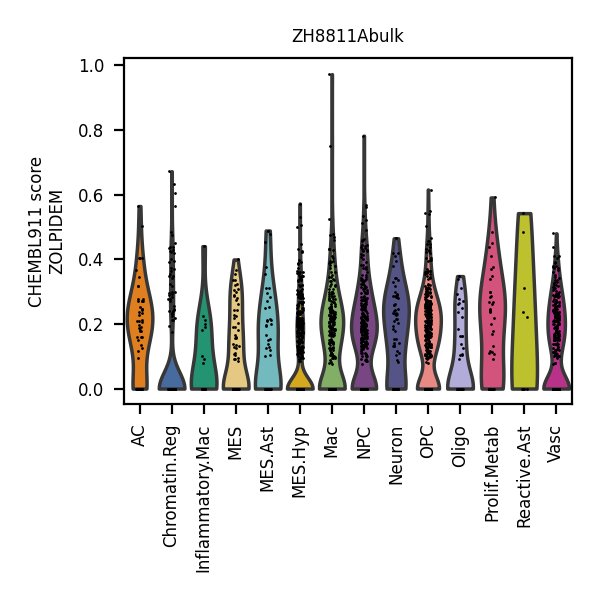 ZH8811Abulk
CHEMBL911 score
ZOLPIDEM
1.0
0.8
0.6
0.4
0.2
0.0
AC
Chromatin.Reg
Inflammatory.Mac
MES
MES.Ast
MES.Hyp
Mac
NPC
Neuron
OPC
Oligo
Prolif.Metab
Reactive.Ast
Vasc